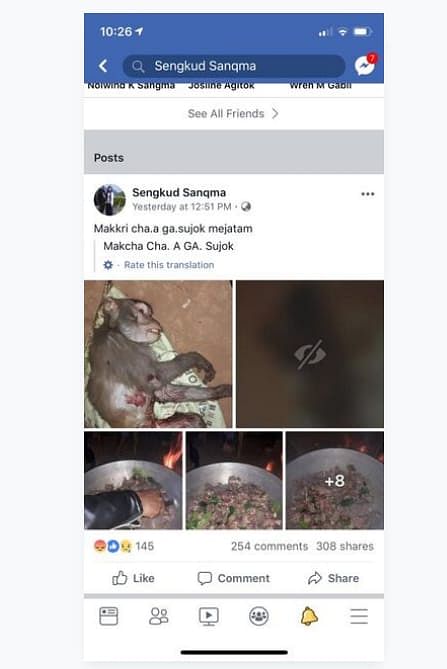 10:26
Sengkud Sanqma
7
Nolwind K Sangma Josline Agitok Wren M Gabil
See All Friends
Posts
Sengkud Sanqma
Yesterday at 12:51 PM ·
Makkri cha.a ga.sujok mejatam
Makcha Cha. A GA. Sujok
· Rate this translation
+8
145 254 comments 308 shares
Like Comment Share